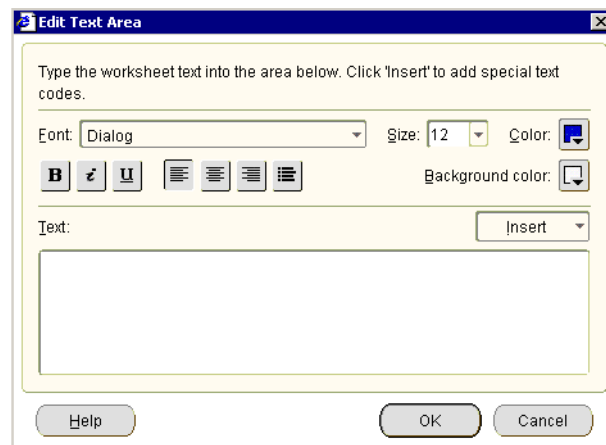 Edit Text Area
Type the worksheet text into the area below. Click 'Insert' to add special text
codes.
Font: Dialog Size: 12 Color:
B i U Background color:
Text: Insert
Help OK Cancel